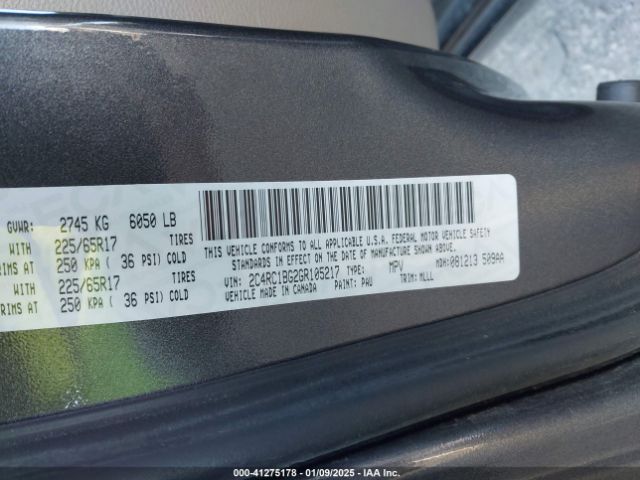 GVWR: 2745 KG 6050 LB
WITH 225/65R17 TIRES
RIMS AT 250 KPA ( 36 PSI) COLD
WITH 225/65R17 TIRES
RIMS AT 250 KPA ( 36 PSI) COLD
THIS VEHICLE CONFORMS TO ALL APPLICABLE U.S.A. FEDERAL MOTOR VEHICLE SAFETY
STANDARDS IN EFFECT ON THE DATE OF MANUFACTURE SHOWN ABOVE.
VIN: 2C4RC1BG2GR105217 TYPE: MPV MDH: 081213 509AA
VEHICLE MADE IN CANADA PAINT: PAU TRIM: MLLL
000-41275178 - 01/09/2025 - IAA Inc.